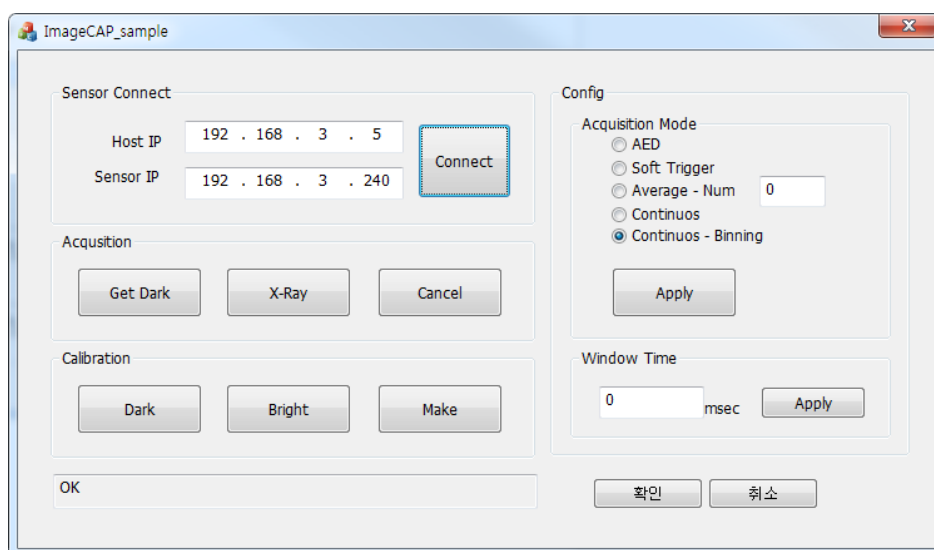 ImageCAP_sample
Sensor Connect
Host IP 192 . 168 . 3 . 5
Sensor IP 192 . 168 . 3 . 240
Connect
Acqusition
Get Dark X-Ray Cancel
Calibration
Dark Bright Make
OK
Config
Acquisition Mode
AED
Soft Trigger
Average - Num 0
Continuos
Continuos - Binning
Apply
Window Time
0 msec Apply
확인 취소